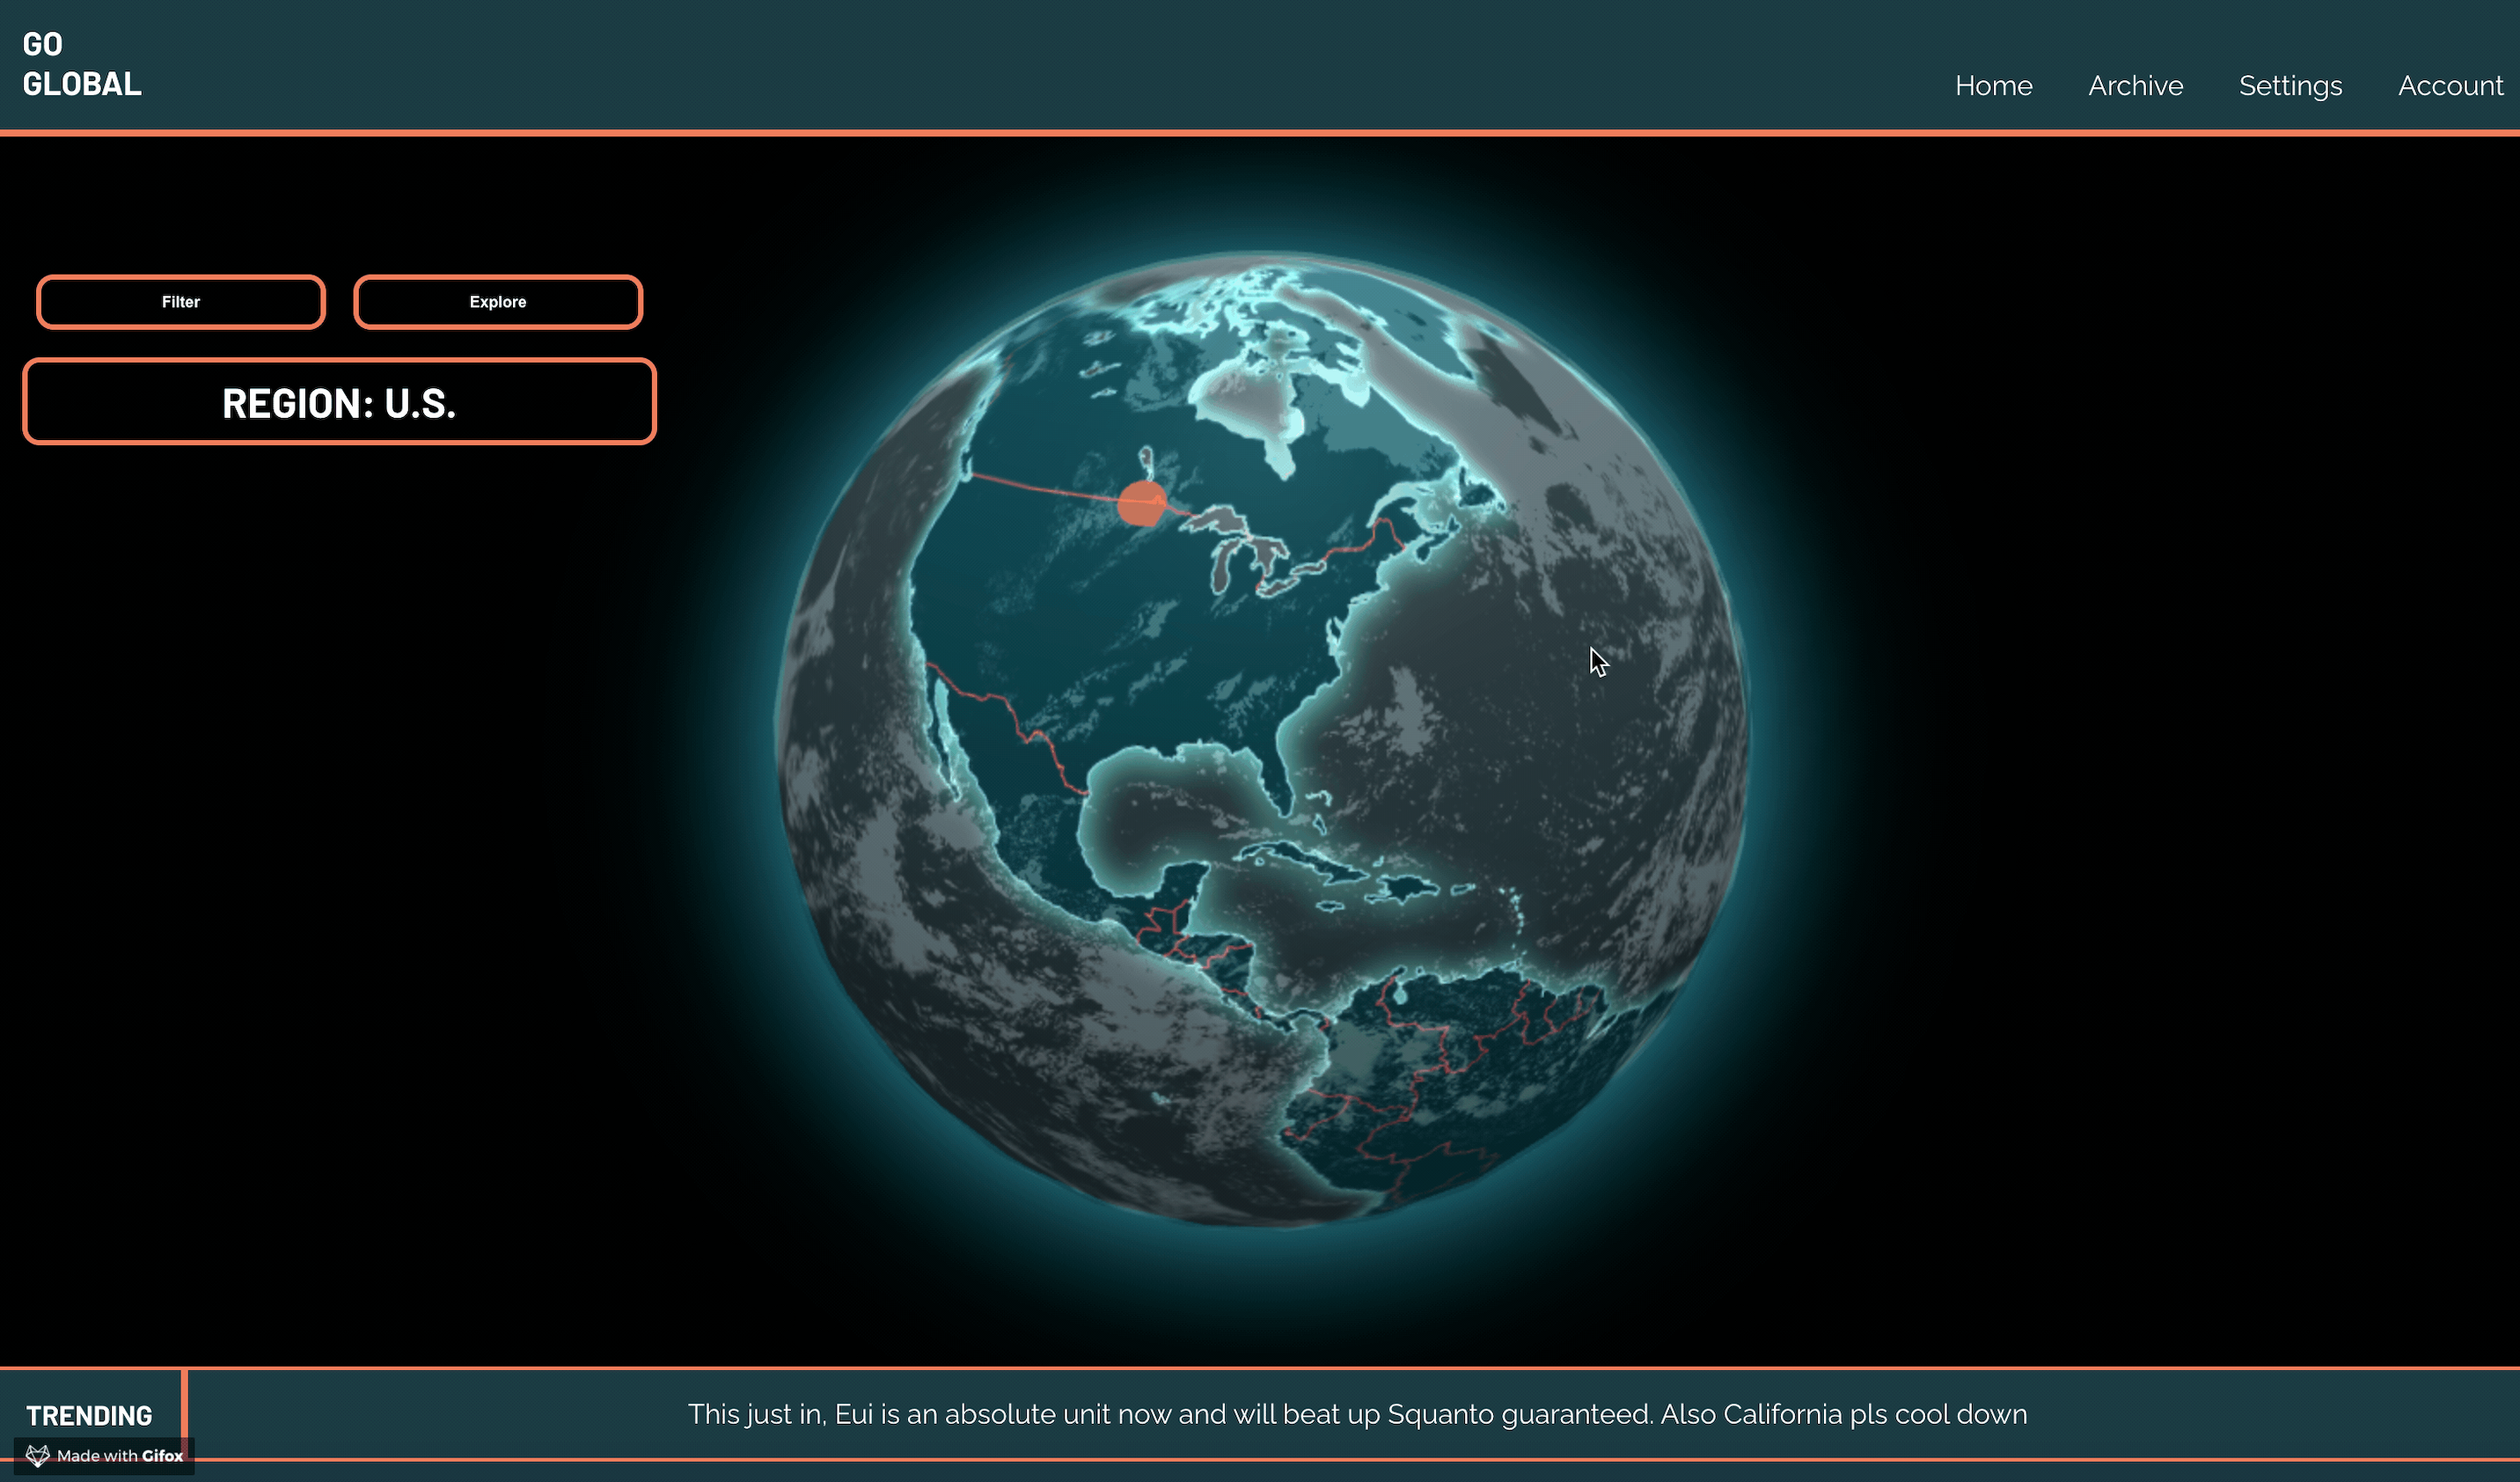 GO
GLOBAL
Home Archive Settings Account
Filter Explore
REGION: U.S.
TRENDING
This just in, Eui is an absolute unit now and will beat up Squanto guaranteed. Also California pls cool down
Made with Gifox